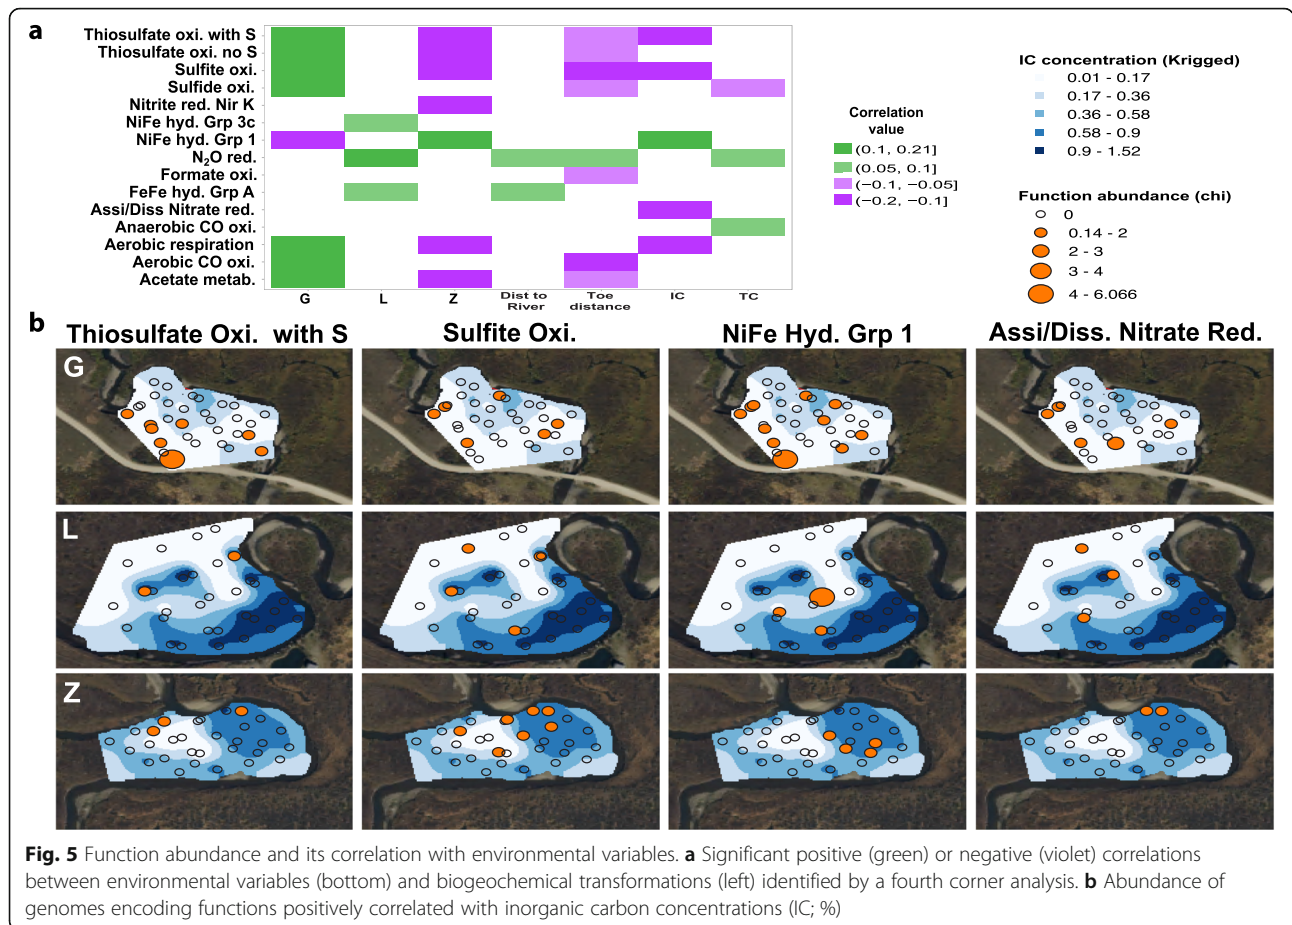 a
Thiosulfate oxi. with S
Thiosulfate oxi. no S
Sulfite oxi.
Sulfide oxi.
Nitrite red. Nir K
NiFe hyd. Grp 3c
NiFe hyd. Grp 1
N₂O red.
Formate oxi.
FeFe hyd. Grp A
Assi/Diss Nitrate red.
Anaerobic CO oxi.
Aerobic respiration
Aerobic CO oxi.
Acetate metab.
G L Z Dist to River Toe distance IC TC
Correlation
value
(0.1, 0.21]
(0.05, 0.1]
(−0.1, −0.05]
(−0.2, −0.1]
IC concentration (Krigged)
0.01 - 0.17
0.17 - 0.36
0.36 - 0.58
0.58 - 0.9
0.9 - 1.52
Function abundance (chi)
0
0.14 - 2
2 - 3
3 - 4
4 - 6.066
b
Thiosulfate Oxi. with S Sulfite Oxi. NiFe Hyd. Grp 1 Assi/Diss. Nitrate Red.
G
L
Z
Fig. 5 Function abundance and its correlation with environmental variables. a Significant positive (green) or negative (violet) correlations
between environmental variables (bottom) and biogeochemical transformations (left) identified by a fourth corner analysis. b Abundance of
genomes encoding functions positively correlated with inorganic carbon concentrations (IC; %)